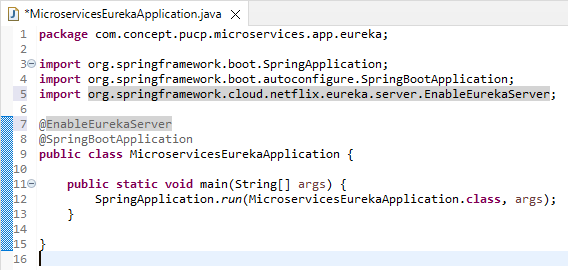 *MicroservicesEurekaApplication.java
1 package com.concept.pucp.microservices.app.eureka;
2
3 import org.springframework.boot.SpringApplication;
4 import org.springframework.boot.autoconfigure.SpringBootApplication;
5 import org.springframework.cloud.netflix.eureka.server.EnableEurekaServer;
6
7 @EnableEurekaServer
8 @SpringBootApplication
9 public class MicroservicesEurekaApplication {
10
11     public static void main(String[] args) {
12         SpringApplication.run(MicroservicesEurekaApplication.class, args);
13     }
14
15 }
16